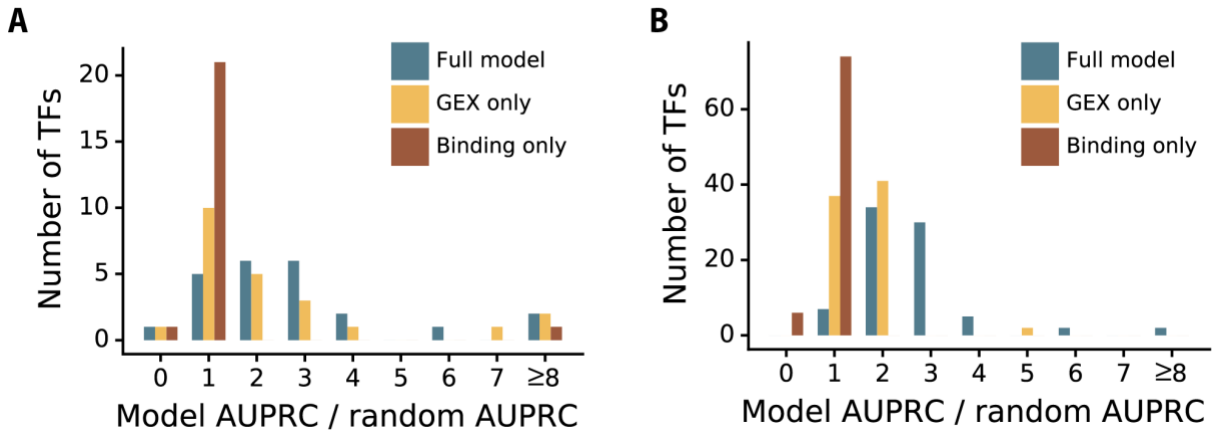 A
Number of TFs
20
15
10
5
0
Full model
GEX only
Binding only
0 1 2 3 4 5 6 7 ≥8
Model AUPRC / random AUPRC
B
Number of TFs
60
40
20
0
Full model
GEX only
Binding only
0 1 2 3 4 5 6 7 ≥8
Model AUPRC / random AUPRC